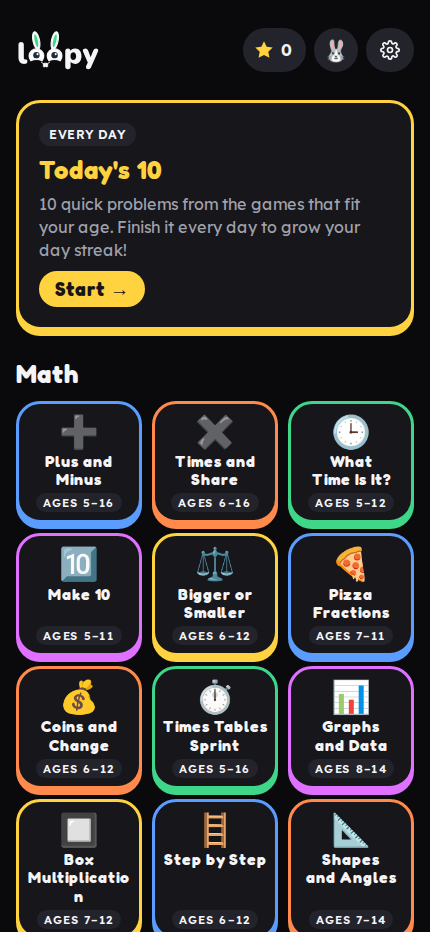 loopy
0
EVERY DAY
Today's 10
10 quick problems from the games that fit
your age. Finish it every day to grow your
day streak!
Start →
Math
Plus and
Minus
AGES 5–16
Times and
Share
AGES 6–16
What
Time Is It?
AGES 5–12
10
Make 10
AGES 5–11
Bigger or
Smaller
AGES 6–12
Pizza
Fractions
AGES 7–11
Coins and
Change
AGES 6–12
Times Tables
Sprint
AGES 5–16
Graphs
and Data
AGES 8–14
Box
Multiplicatio
n
AGES 7–12
Step by Step
AGES 6–12
Shapes
and Angles
AGES 7–14